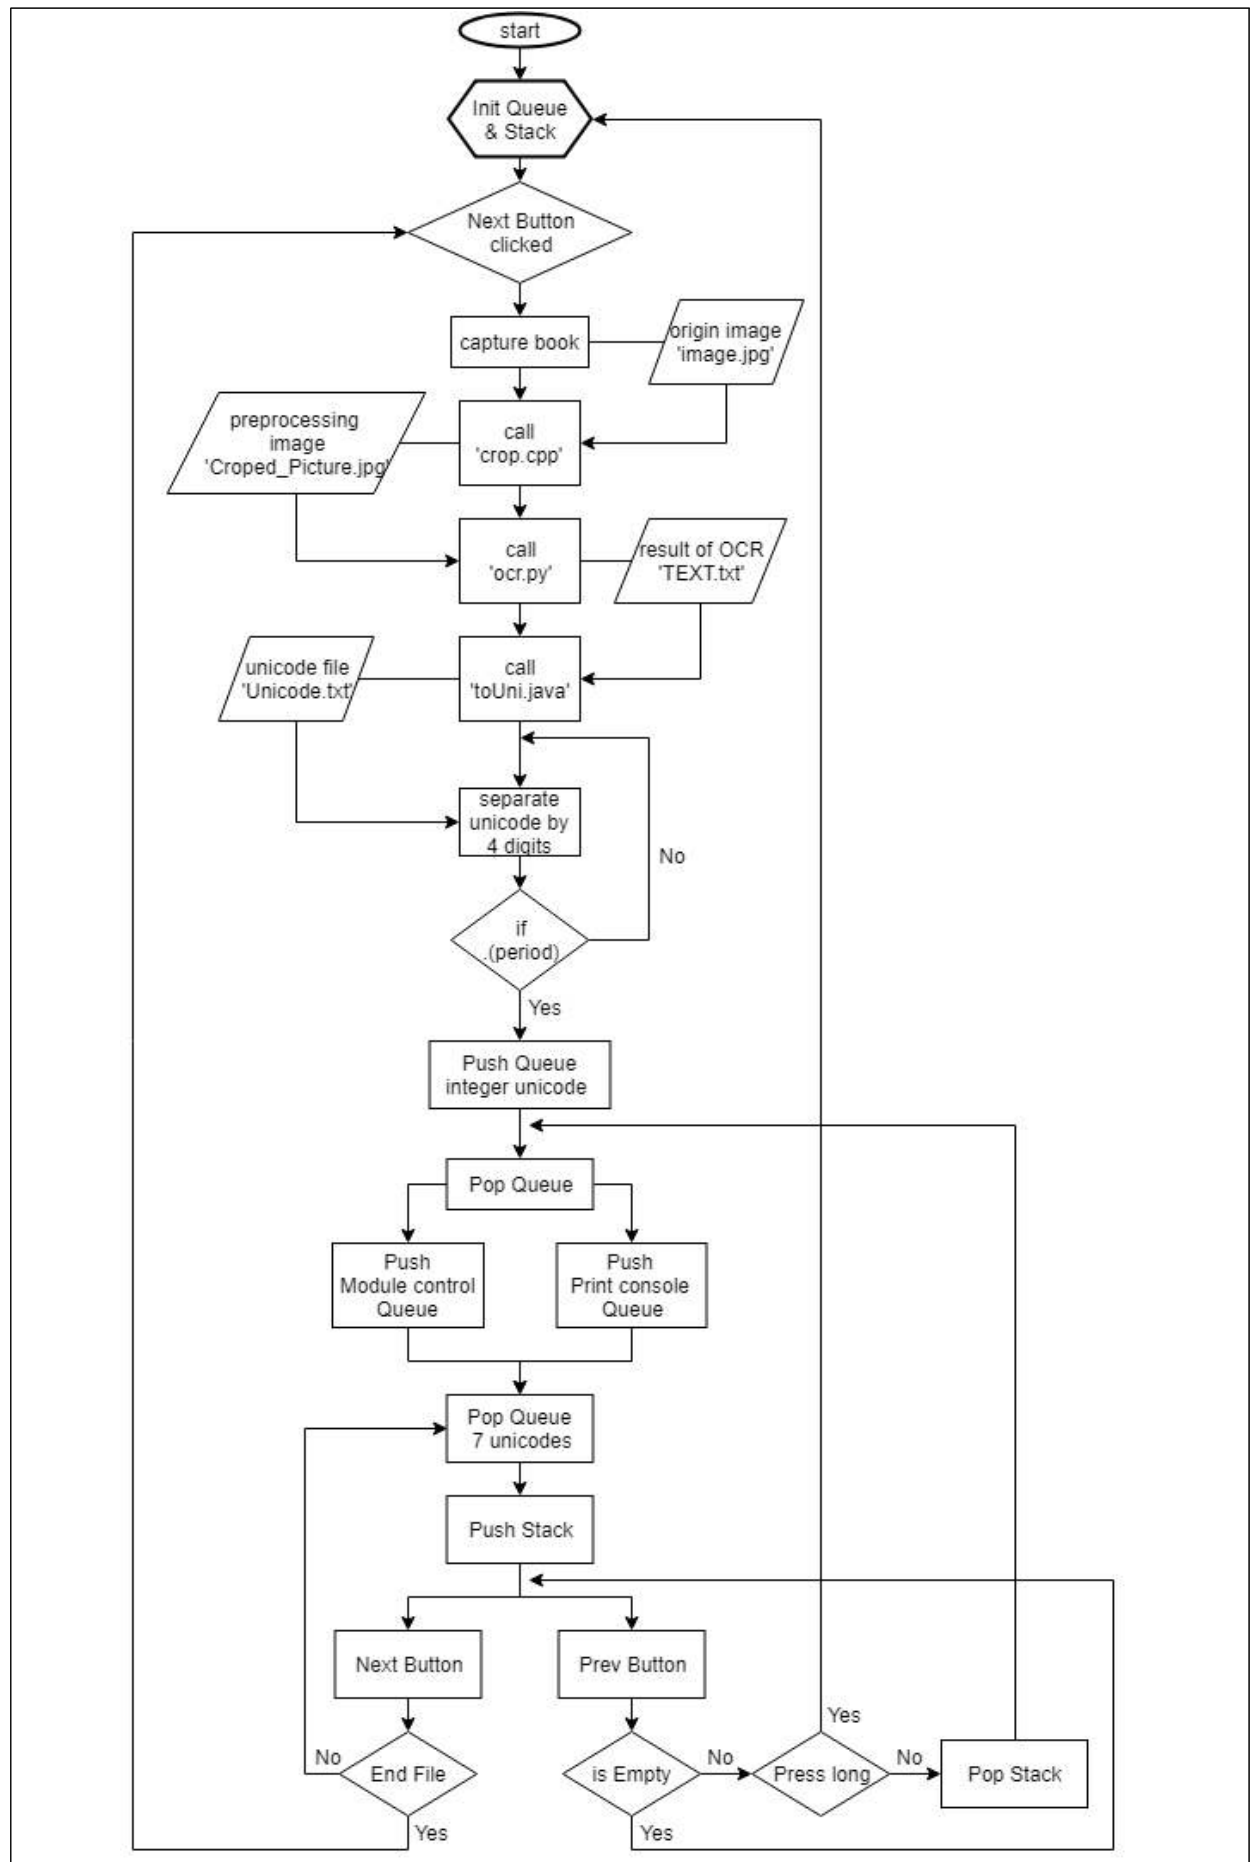 start
Init Queue
& Stack
Next Button
clicked
capture book
origin image
'image.jpg'
preprocessing
image
'Croped_Picture.jpg'
call
'crop.cpp'
call
'ocr.py'
result of OCR
'TEXT.txt'
unicode file
'Unicode.txt'
call
'toUni.java'
separate
unicode by
4 digits
No
if
.(period)
Yes
Push Queue
integer unicode
Pop Queue
Push
Module control
Queue
Push
Print console
Queue
Pop Queue
7 unicodes
Push Stack
Next Button
Prev Button
No
End File
Yes
is Empty
No
Yes
Press long
Yes
No
Pop Stack